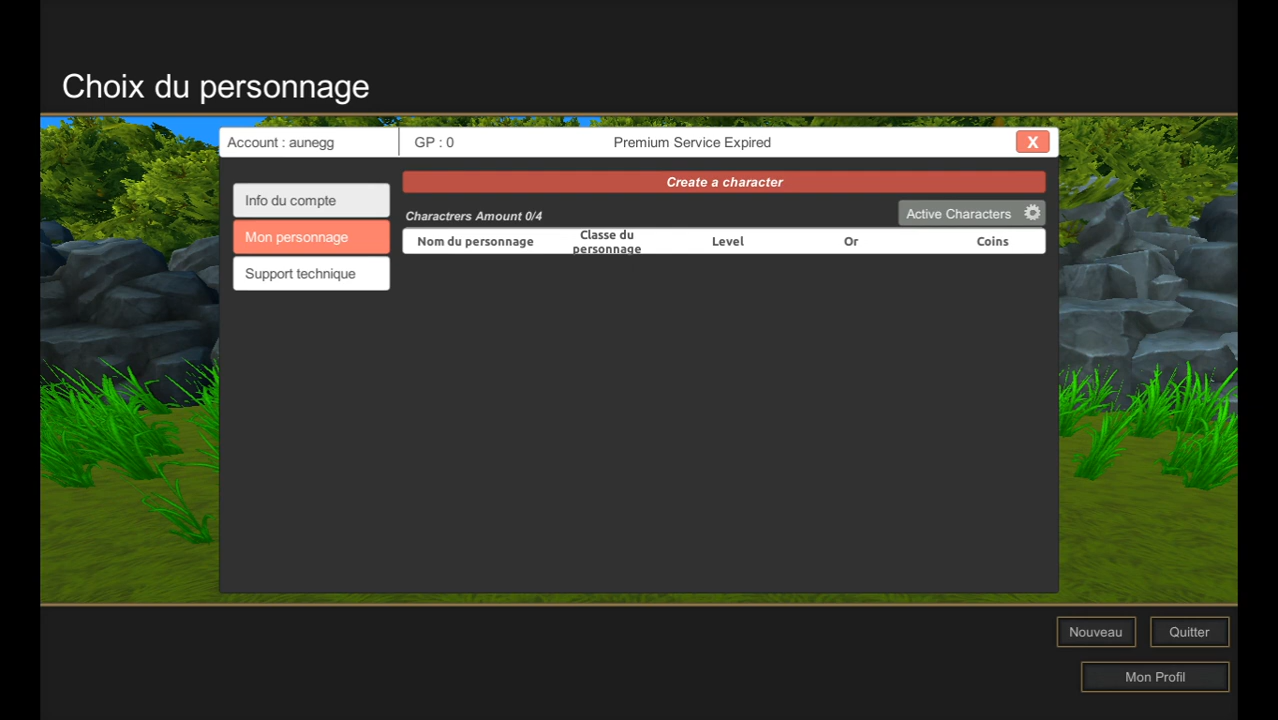 Choix du personnage
Account : aunegg
GP : 0
Premium Service Expired
X
Info du compte
Mon personnage
Support technique
Create a character
Charactrers Amount 0/4
Active Characters
Nom du personnage
Classe du
personnage
Level
Or
Coins
Nouveau
Quitter
Mon Profil